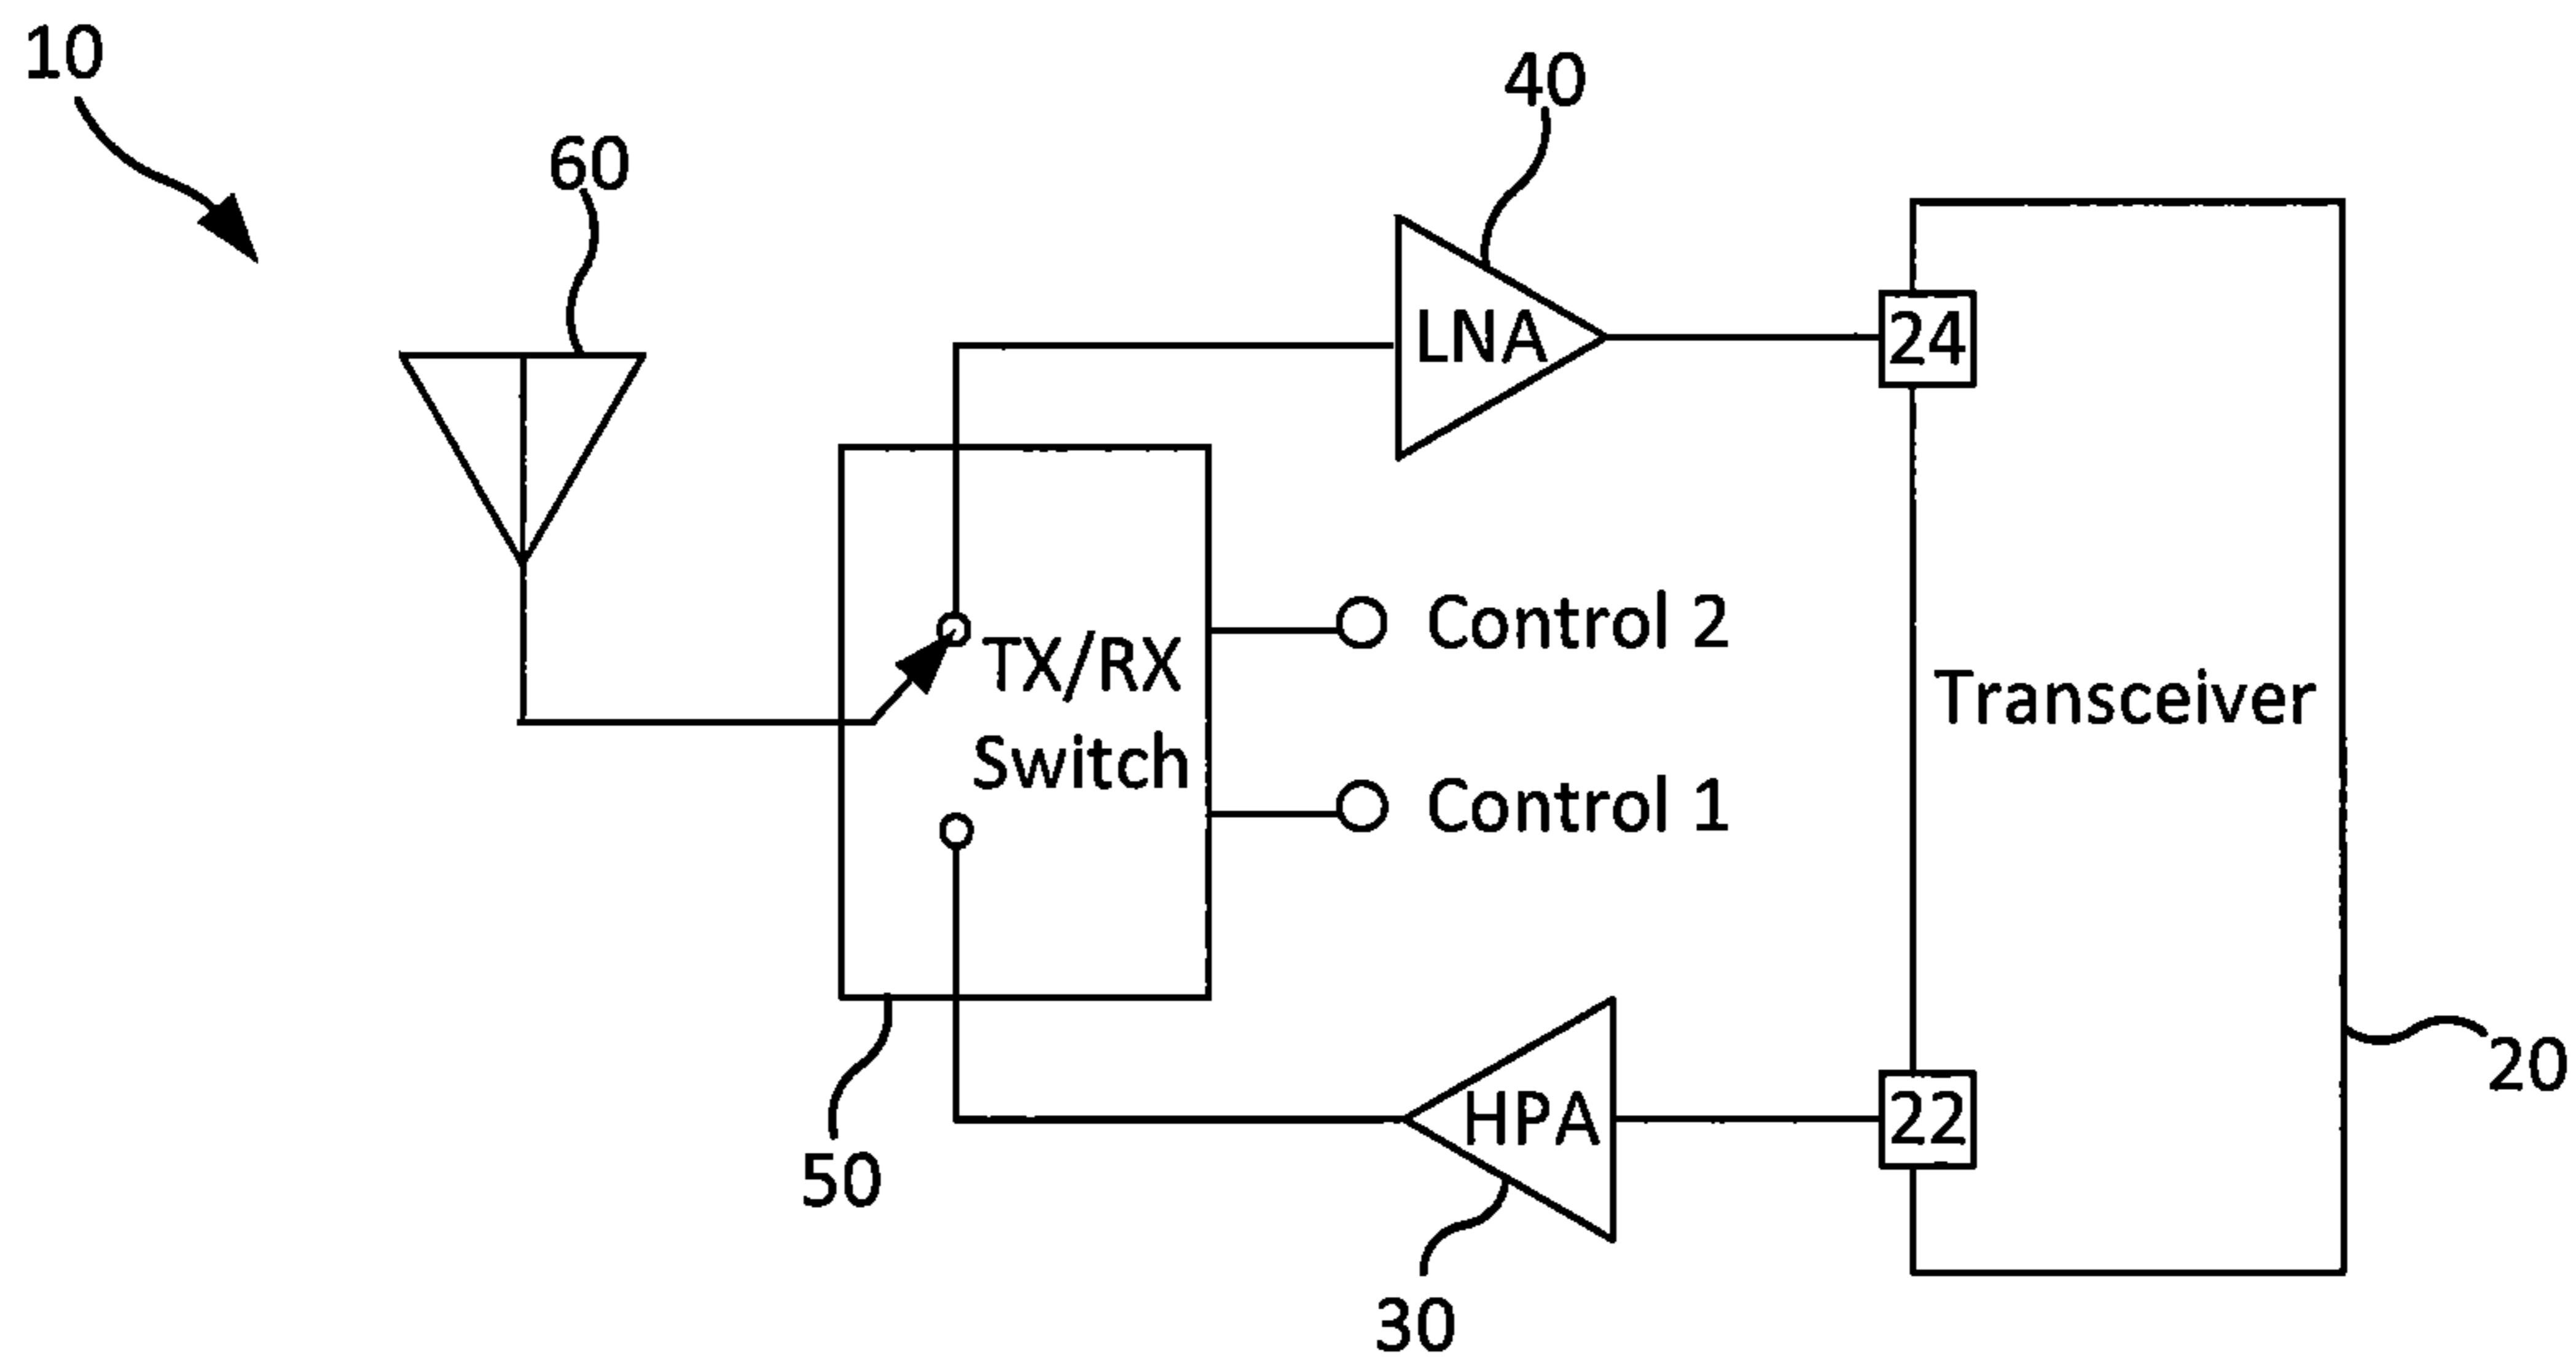 10
60
40
LNA
24
TX/RX
Switch
Control 2
Control 1
Transceiver
20
50
HPA
22
30